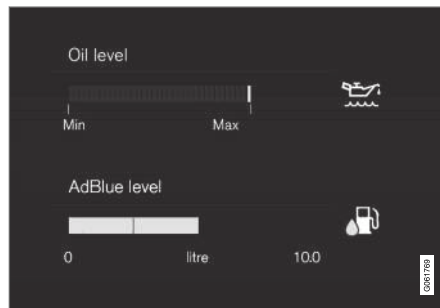 Oil level
Min Max
AdBlue level
0 litre 10.0
G061769